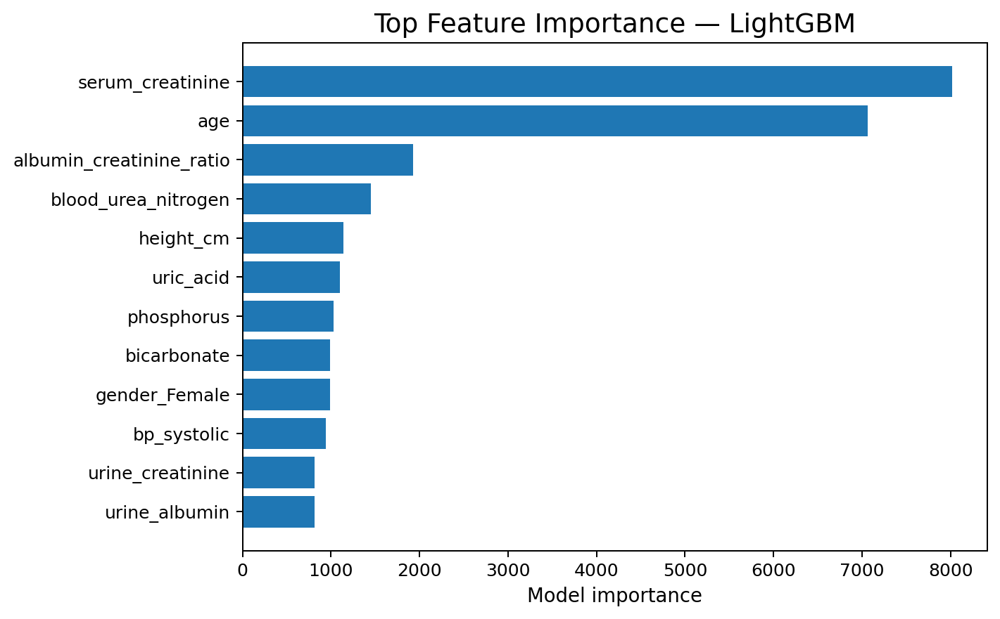 Top Feature Importance — LightGBM
serum_creatinine
age
albumin_creatinine_ratio
blood_urea_nitrogen
height_cm
uric_acid
phosphorus
bicarbonate
gender_Female
bp_systolic
urine_creatinine
urine_albumin
0 1000 2000 3000 4000 5000 6000 7000 8000
Model importance